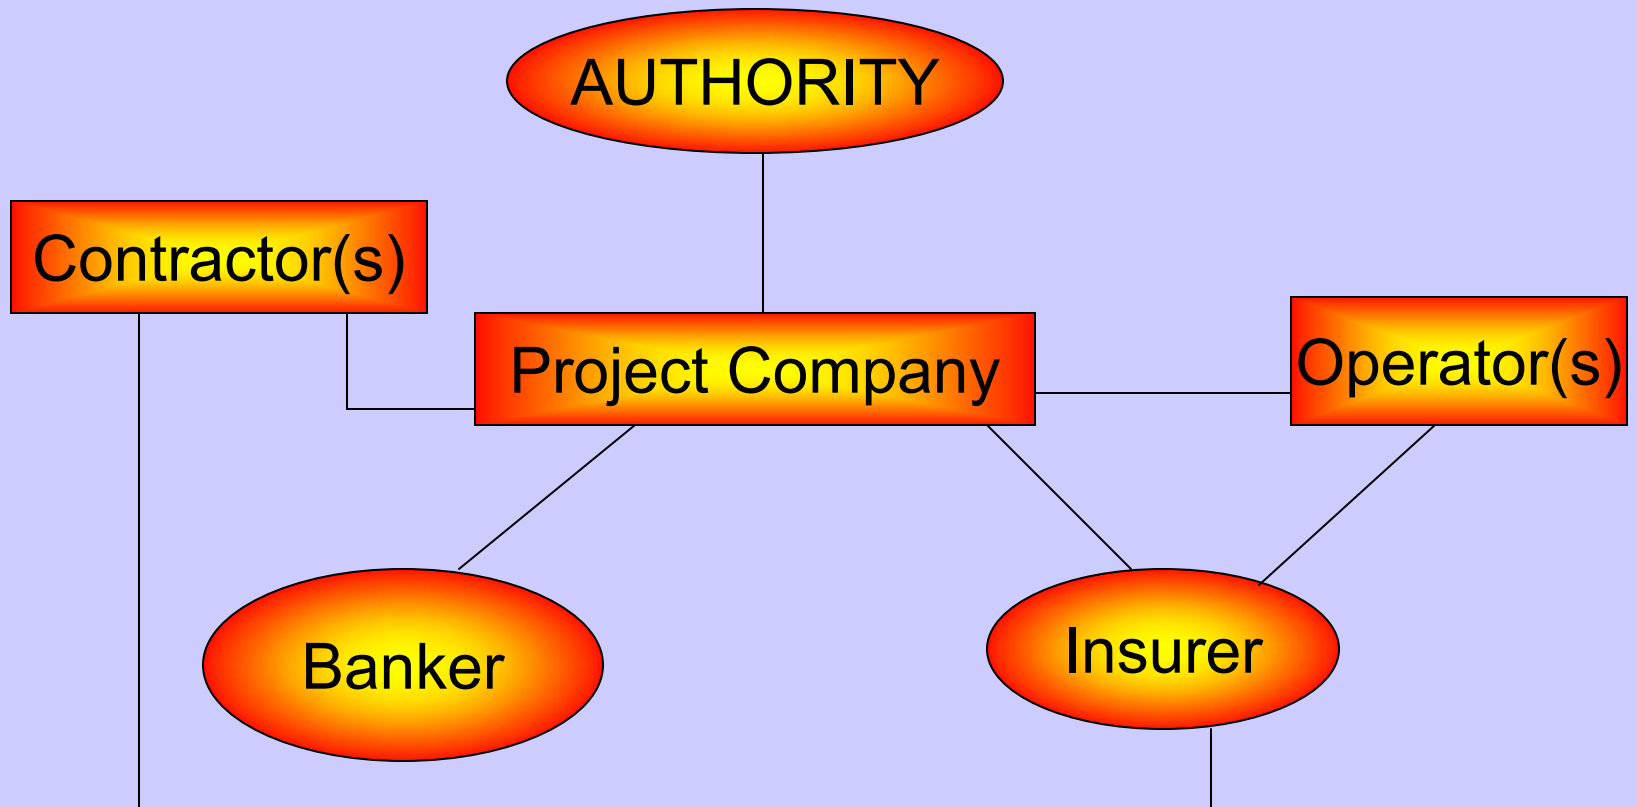 AUTHORITY
Contractor(s)
Project Company
Operator(s)
Banker
Insurer